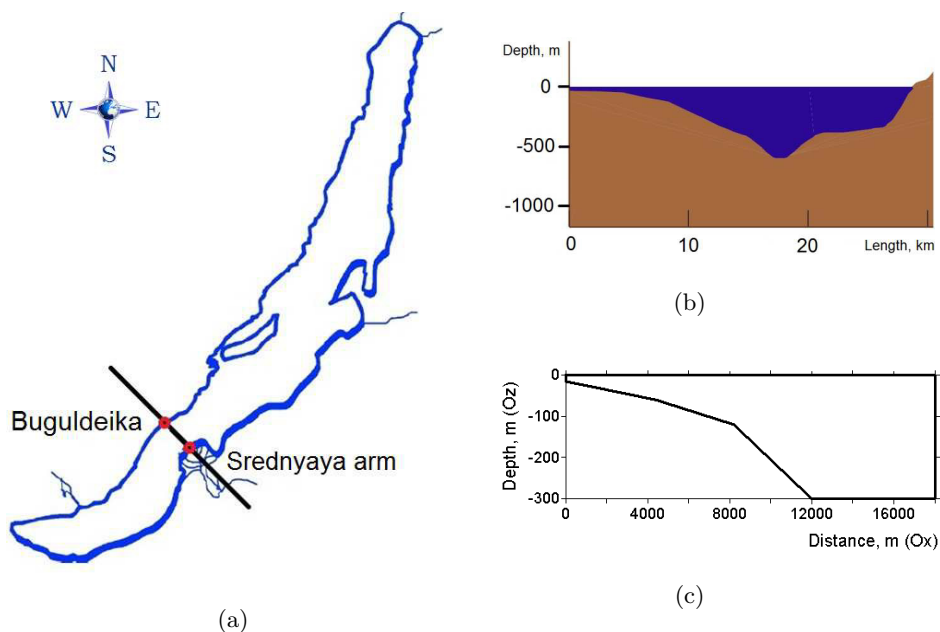 N
W E
S
Buguldeika
Srednyaya arm
(a)
Depth, m
0
-500
-1000
0 10 20 Length, km
(b)
0
-100
-200
-300
Depth, m (Oz)
0 4000 8000 12000 16000
Distance, m (Ox)
(c)